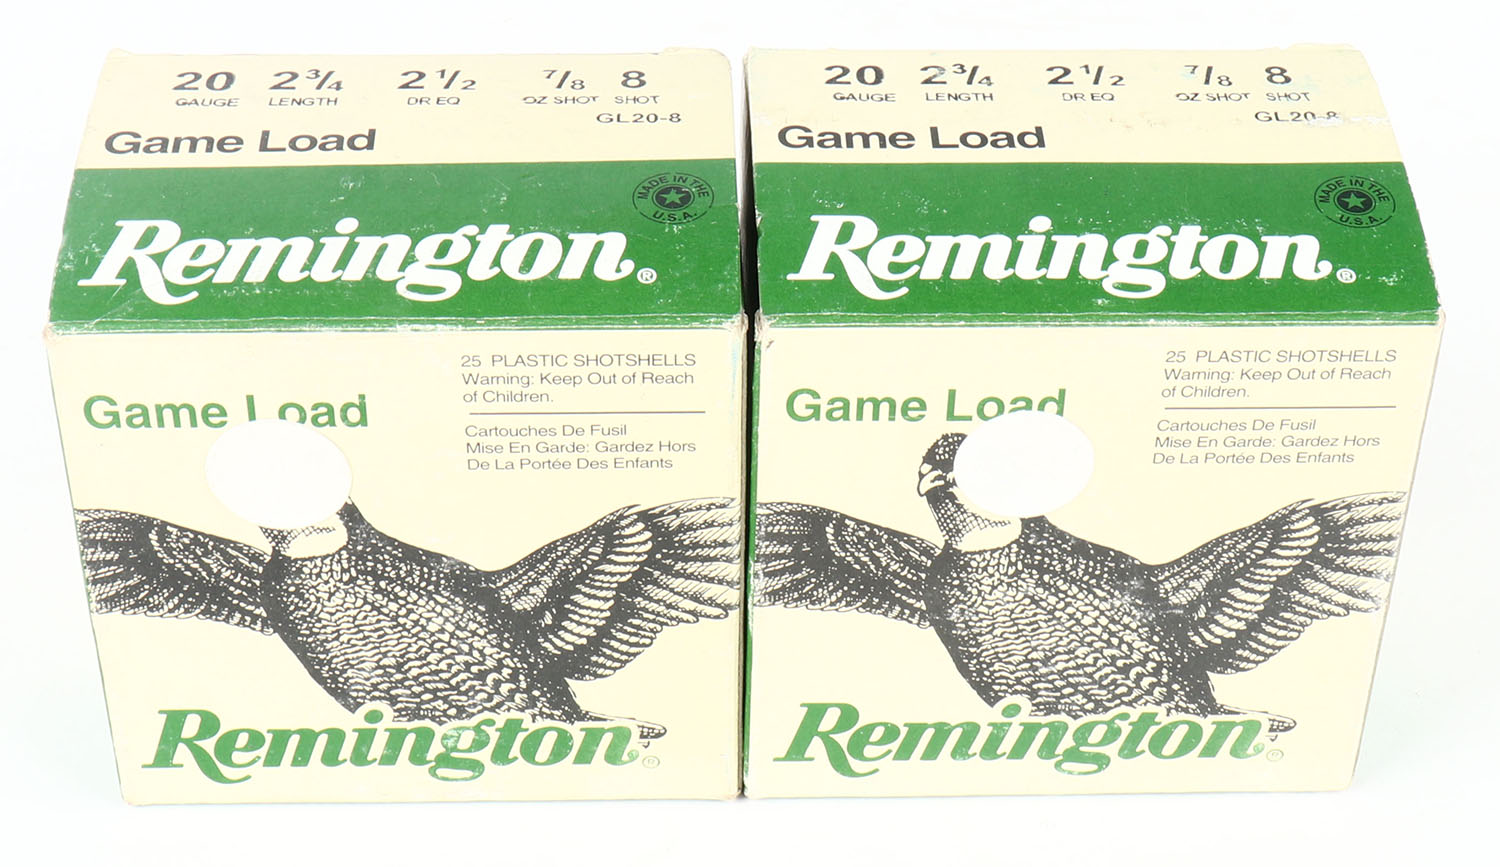 20 2 3/4 2 1/2 7/8 8
GAUGE LENGTH DR EQ OZ SHOT SHOT
GL20-8
Game Load
MADE IN THE U.S.A.
Remington®
25 PLASTIC SHOTSHELLS
Warning: Keep Out of Reach
of Children.
Game Load
Cartouches De Fusil
Mise En Garde: Gardez Hors
De La Portée Des Enfants
Remington®
20 2 3/4 2 1/2 7/8 8
GAUGE LENGTH DR EQ OZ SHOT SHOT
GL20-8
Game Load
MADE IN THE U.S.A.
Remington®
25 PLASTIC SHOTSHELLS
Warning: Keep Out of Reach
of Children.
Game Load
Cartouches De Fusil
Mise En Garde: Gardez Hors
De La Portée Des Enfants
Remington®